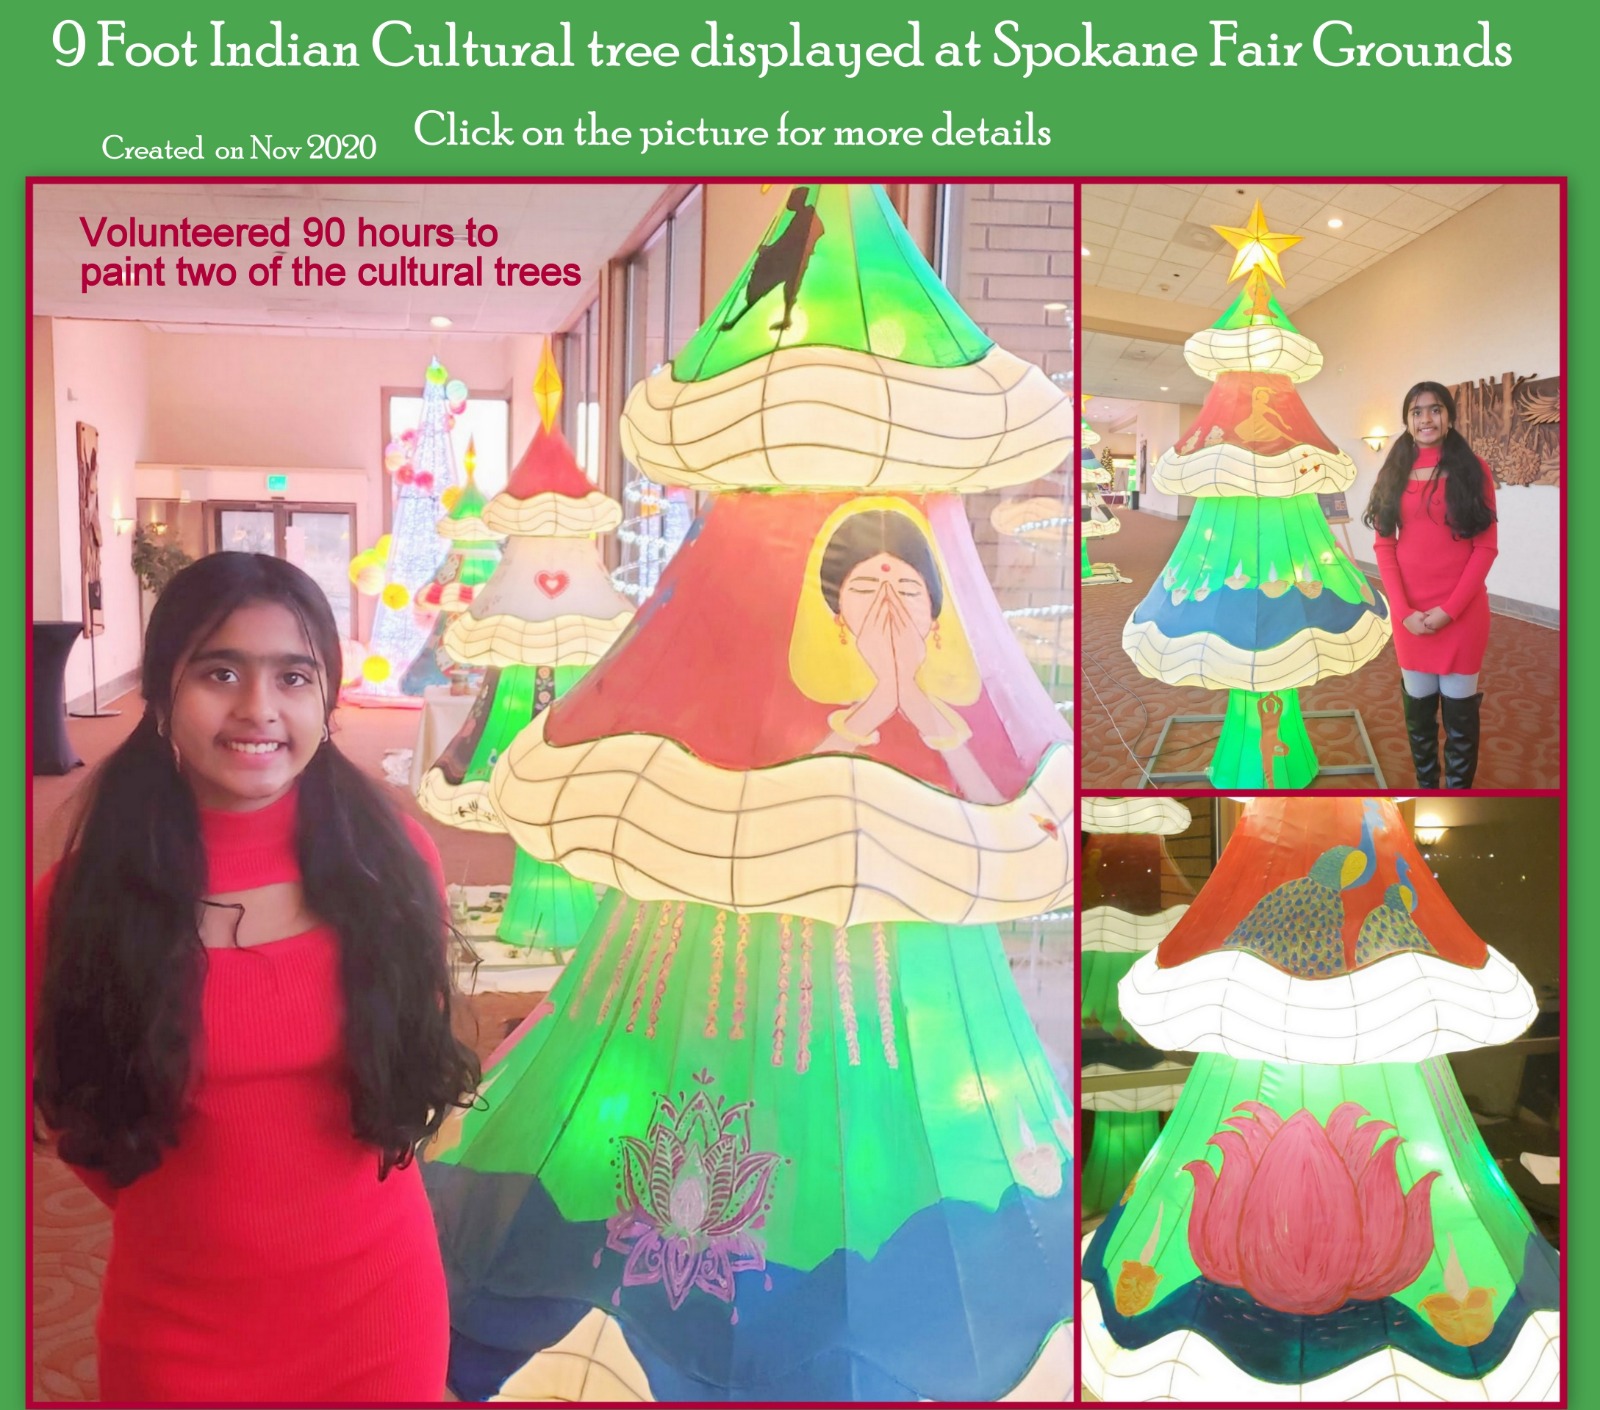 9 Foot Indian Cultural tree displayed at Spokane Fair Grounds
Created on Nov 2020
Click on the picture for more details
Volunteered 90 hours to
paint two of the cultural trees